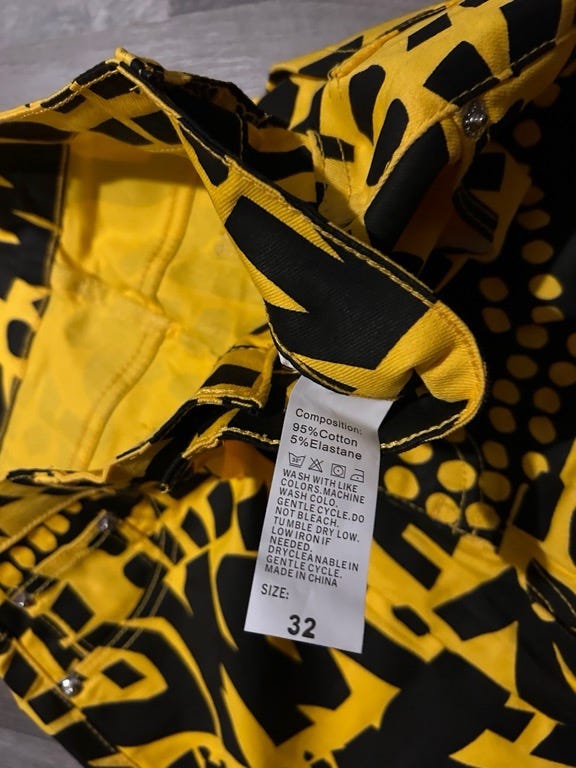 Composition:
95%Cotton
5%Elastane
WASH WITH LIKE
COLORS.MACHINE
WASH COLO.
GENTLE CYCLE.DO
NOT BLEACH.
TUMBLE DRY LOW.
LOW IRON IF
NEEDED.
DRYCLEANABLE IN
GENTLE CYCLE.
MADE IN CHINA
SIZE:
32